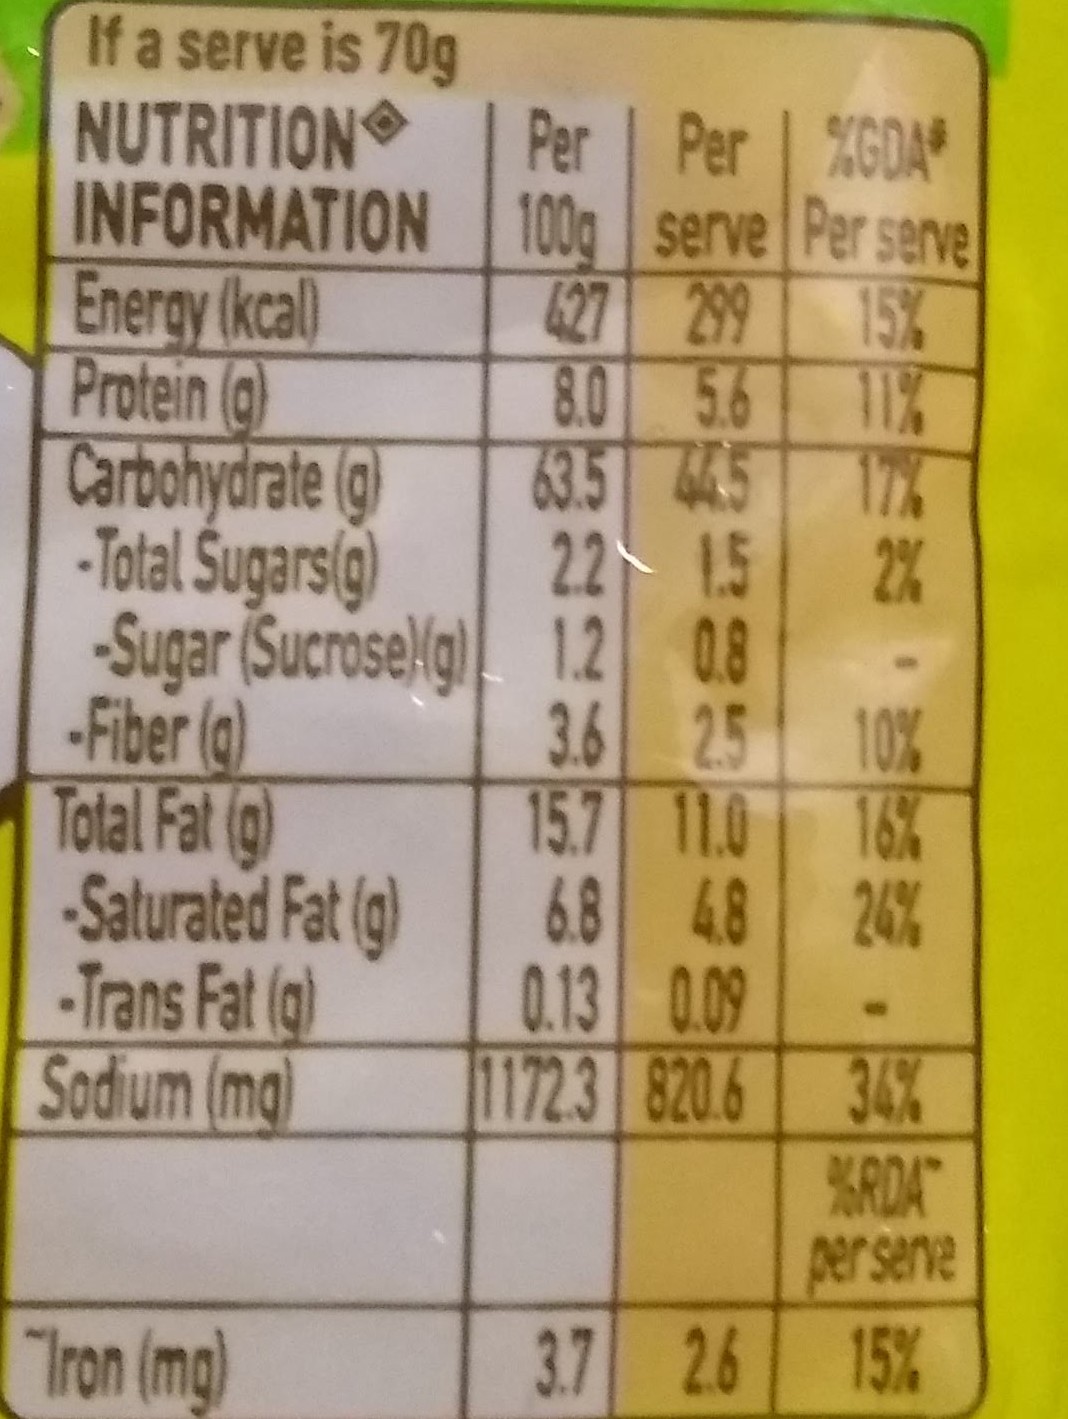 If a serve is 70g
NUTRITION Per Per %GDA#
INFORMATION 100g serve Per serve
Energy (kcal) 427 299 15%
Protein (g) 8.0 5.6 11%
Carbohydrate (g) 63.5 44.5 17%
-Total Sugars(g) 2.2 1.5 2%
-Sugar (Sucrose)(g) 1.2 0.8 -
-Fiber (g) 3.6 2.5 10%
Total Fat (g) 15.7 11.0 16%
-Saturated Fat (g) 6.8 4.8 24%
-Trans Fat (g) 0.13 0.09 -
Sodium (mg) 1172.3 820.6 34%
%RDA~
per serve
~Iron (mg) 3.7 2.6 15%